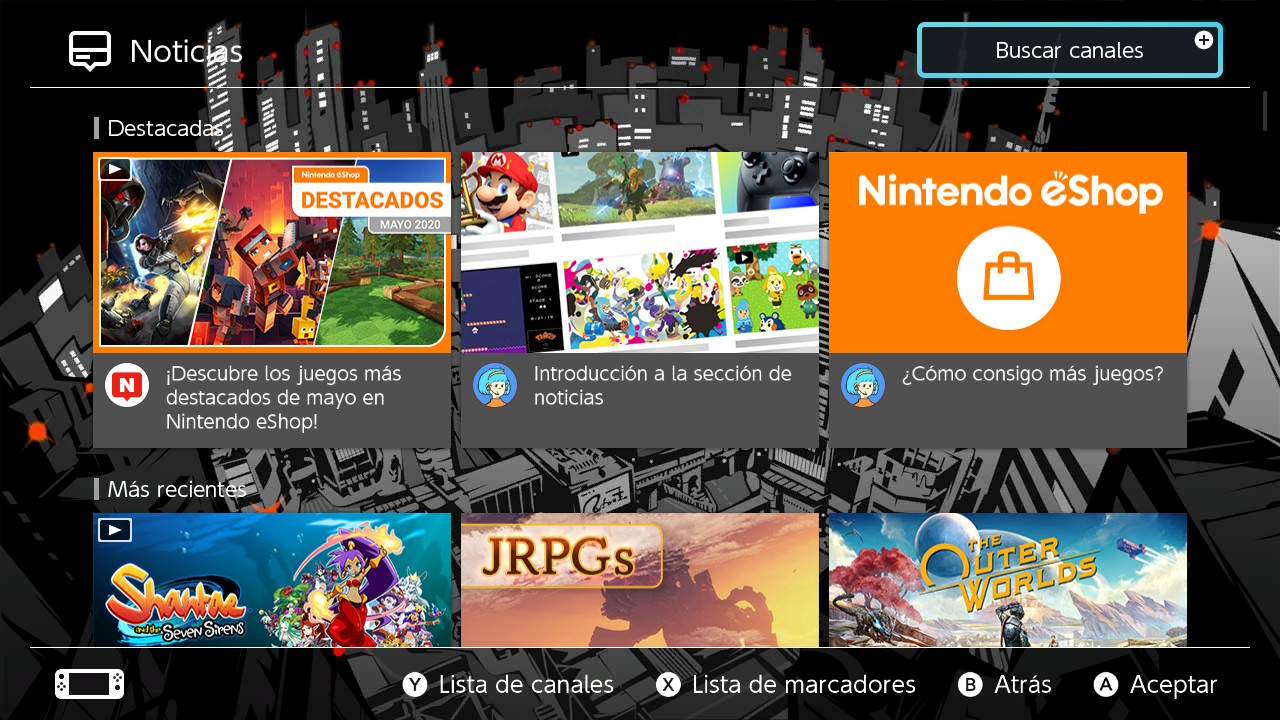 Noticias
Buscar canales
Destacadas
Nintendo eShop
DESTACADOS
MAYO 2020
Nintendo eShop
N
¡Descubre los juegos más
destacados de mayo en
Nintendo eShop!
Introducción a la sección de
noticias
¿Cómo consigo más juegos?
Más recientes
Shantae
and the Seven Sirens
JRPGs
THE
OUTER
WORLDS
Y Lista de canales
X Lista de marcadores
B Atrás
A Aceptar